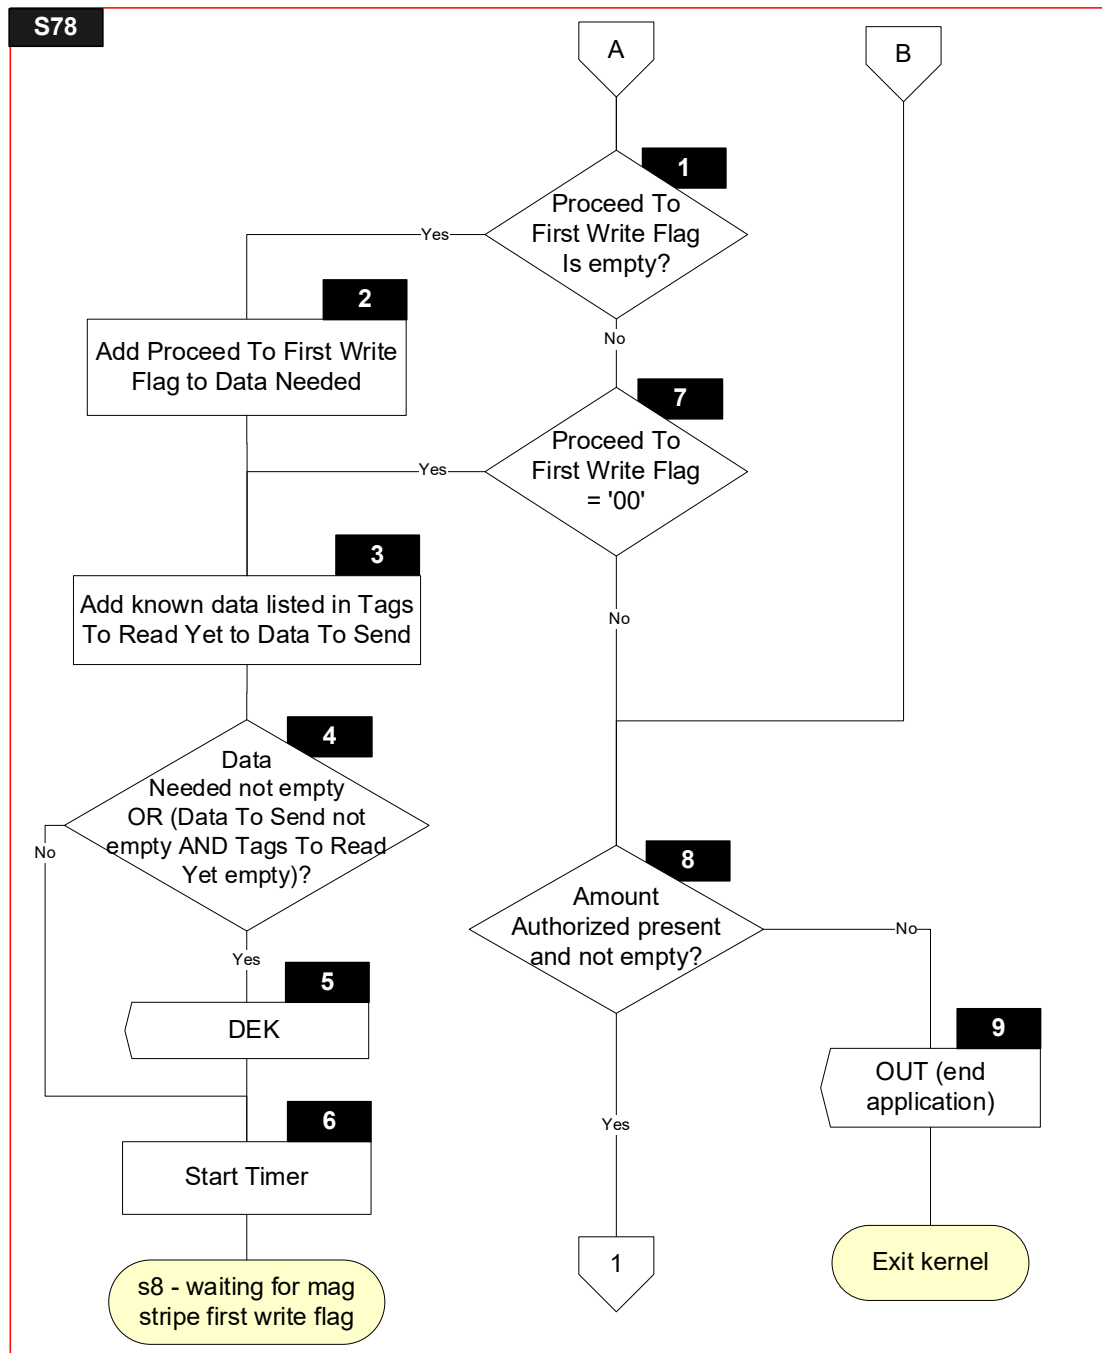 S78
A
B
1
Proceed To
First Write Flag
Is empty?
Yes
No
2
Add Proceed To First Write
Flag to Data Needed
7
Proceed To
First Write Flag
= '00'
Yes
No
3
Add known data listed in Tags
To Read Yet to Data To Send
4
Data
Needed not empty
OR (Data To Send not
empty AND Tags To Read
Yet empty)?
No
Yes
8
Amount
Authorized present
and not empty?
No
Yes
5
DEK
9
OUT (end
application)
6
Start Timer
1
Exit kernel
s8 - waiting for mag
stripe first write flag